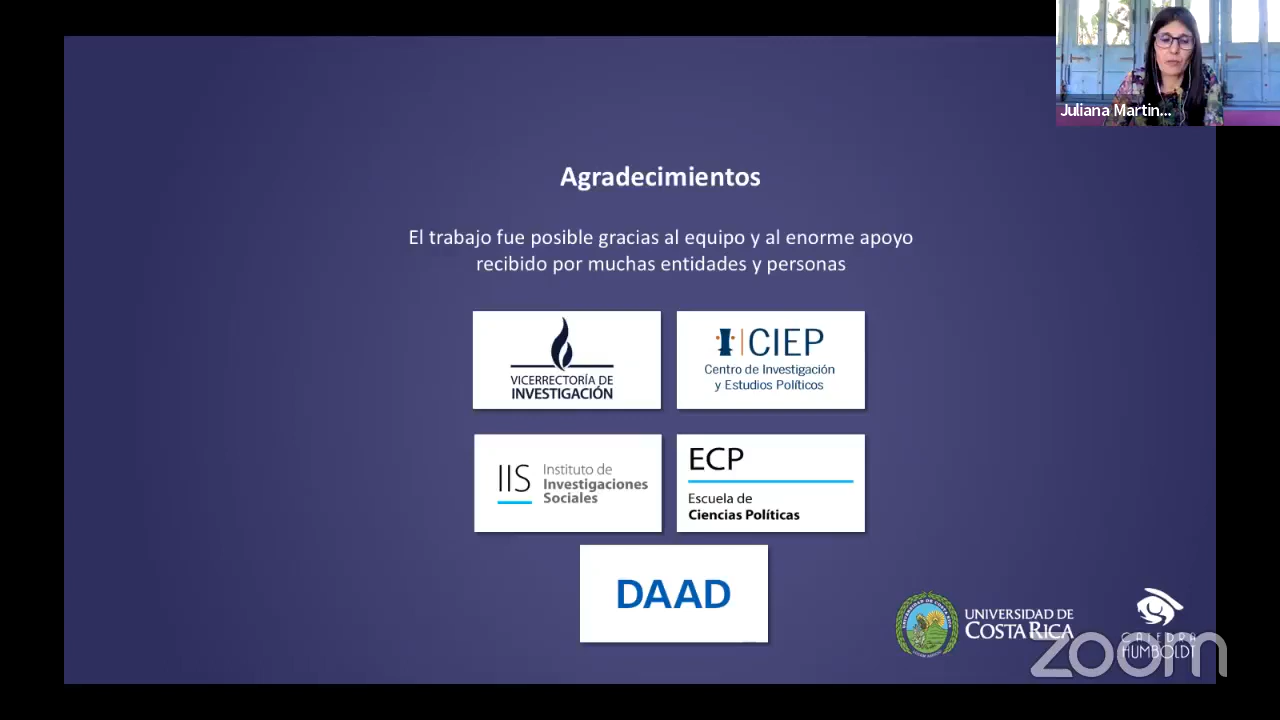 Juliana Martin...
Agradecimientos
El trabajo fue posible gracias al equipo y al enorme apoyo
recibido por muchas entidades y personas
VICERRECTORÍA DE
INVESTIGACIÓN
CIEP
Centro de Investigación
y Estudios Políticos
IIS
Instituto de
Investigaciones
Sociales
ECP
Escuela de
Ciencias Políticas
DAAD
UNIVERSIDAD DE
COSTA RICA
CÁTEDRA
HUMBOLDT
zoom